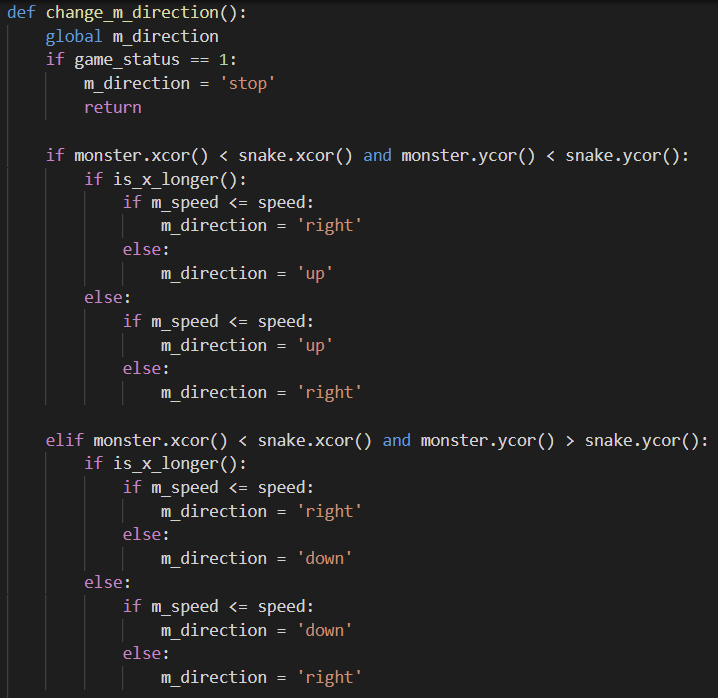 def change_m_direction():
    global m_direction
    if game_status == 1:
        m_direction = 'stop'
        return

    if monster.xcor() < snake.xcor() and monster.ycor() < snake.ycor():
        if is_x_longer():
            if m_speed <= speed:
                m_direction = 'right'
            else:
                m_direction = 'up'
        else:
            if m_speed <= speed:
                m_direction = 'up'
            else:
                m_direction = 'right'

    elif monster.xcor() < snake.xcor() and monster.ycor() > snake.ycor():
        if is_x_longer():
            if m_speed <= speed:
                m_direction = 'right'
            else:
                m_direction = 'down'
        else:
            if m_speed <= speed:
                m_direction = 'down'
            else:
                m_direction = 'right'